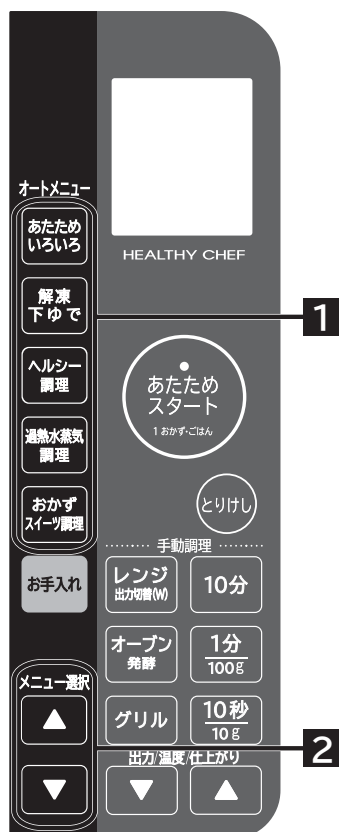 オートメニュー
あたため
いろいろ
解凍
下ゆで
ヘルシー
調理
過熱水蒸気
調理
おかず
スイーツ調理
お手入れ
メニュー選択
▲
▼
HEALTHY CHEF
あたため
スタート
1 おかず・ごはん
とりけし
手動調理
レンジ
出力切替(W)
10分
オーブン
発酵
1分
100g
グリル
10秒
10g
出力/温度/仕上がり
▼
▲
1
2